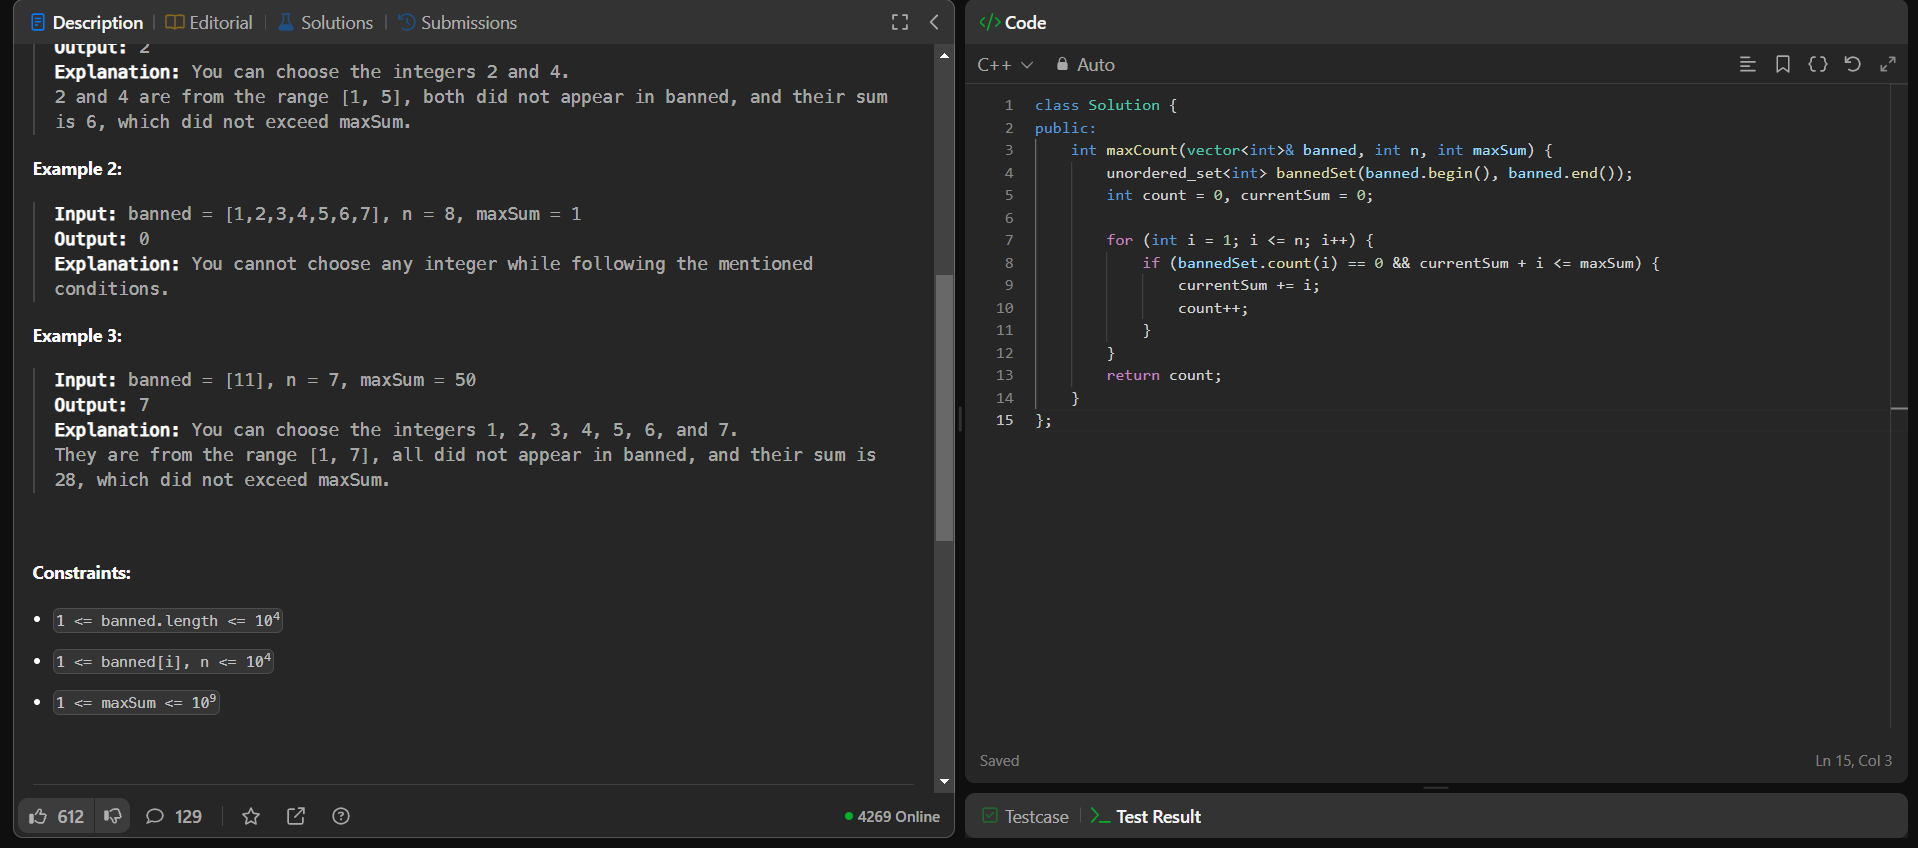 Description
Editorial
Solutions
Submissions
Output: 2
Explanation: You can choose the integers 2 and 4.
2 and 4 are from the range [1, 5], both did not appear in banned, and their sum
is 6, which did not exceed maxSum.
Example 2:
Input: banned = [1,2,3,4,5,6,7], n = 8, maxSum = 1
Output: 0
Explanation: You cannot choose any integer while following the mentioned
conditions.
Example 3:
Input: banned = [11], n = 7, maxSum = 50
Output: 7
Explanation: You can choose the integers 1, 2, 3, 4, 5, 6, and 7.
They are from the range [1, 7], all did not appear in banned, and their sum is
28, which did not exceed maxSum.
Constraints:
• 1 <= banned.length <= 10⁴
• 1 <= banned[i], n <= 10⁴
• 1 <= maxSum <= 10⁹
612
129
4269 Online
</> Code
C++
Auto
1 class Solution {
2 public:
3     int maxCount(vector<int>& banned, int n, int maxSum) {
4         unordered_set<int> bannedSet(banned.begin(), banned.end());
5         int count = 0, currentSum = 0;
6
7         for (int i = 1; i <= n; i++) {
8             if (bannedSet.count(i) == 0 && currentSum + i <= maxSum) {
9                 currentSum += i;
10                 count++;
11             }
12         }
13         return count;
14     }
15 };
Saved
Ln 15, Col 3
Testcase
Test Result